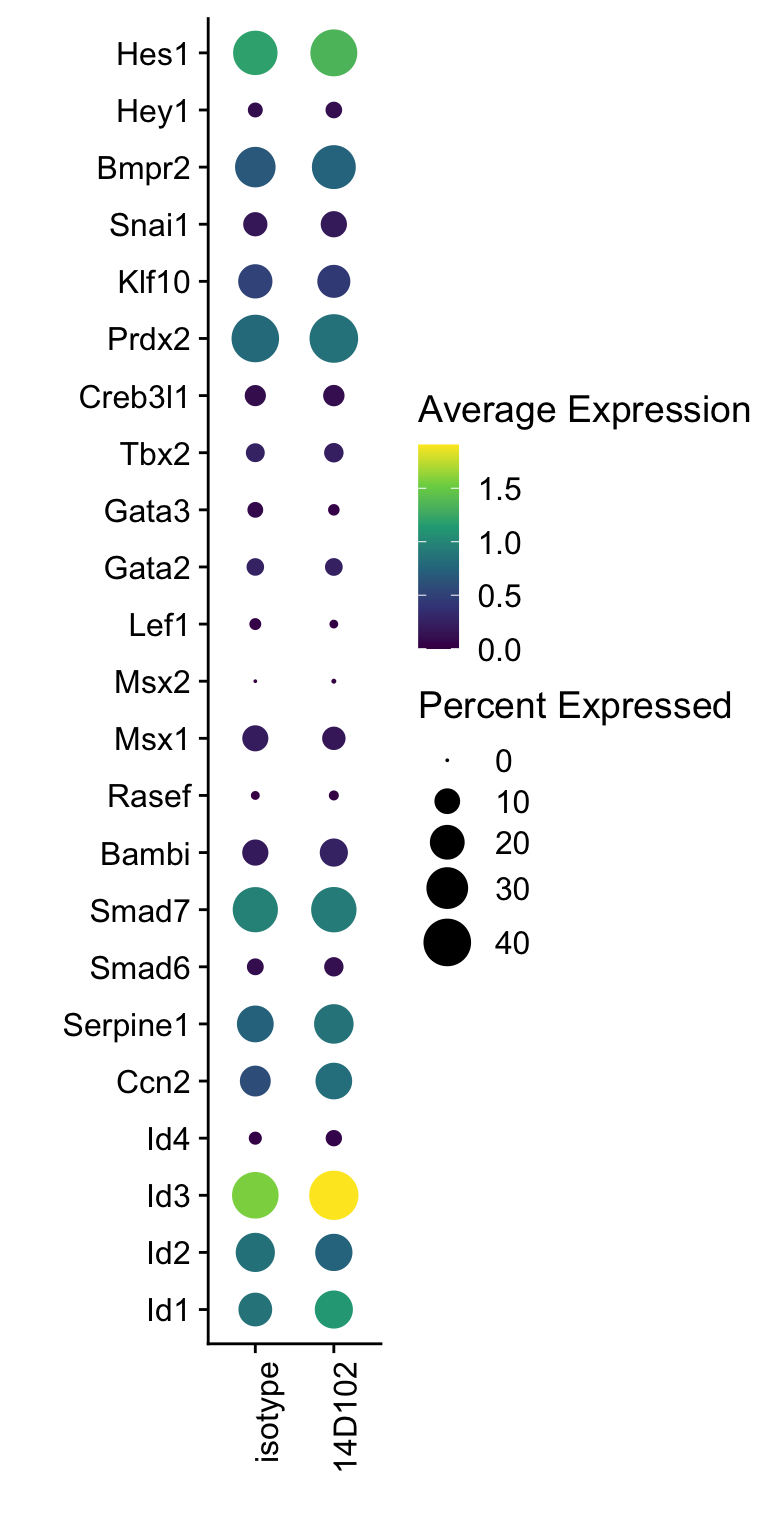 Hes1
Hey1
Bmpr2
Snai1
Klf10
Prdx2
Creb3l1
Tbx2
Gata3
Gata2
Lef1
Msx2
Msx1
Rasef
Bambi
Smad7
Smad6
Serpine1
Ccn2
Id4
Id3
Id2
Id1
isotype
14D102
Average Expression
1.5
1.0
0.5
0.0
Percent Expressed
0
10
20
30
40